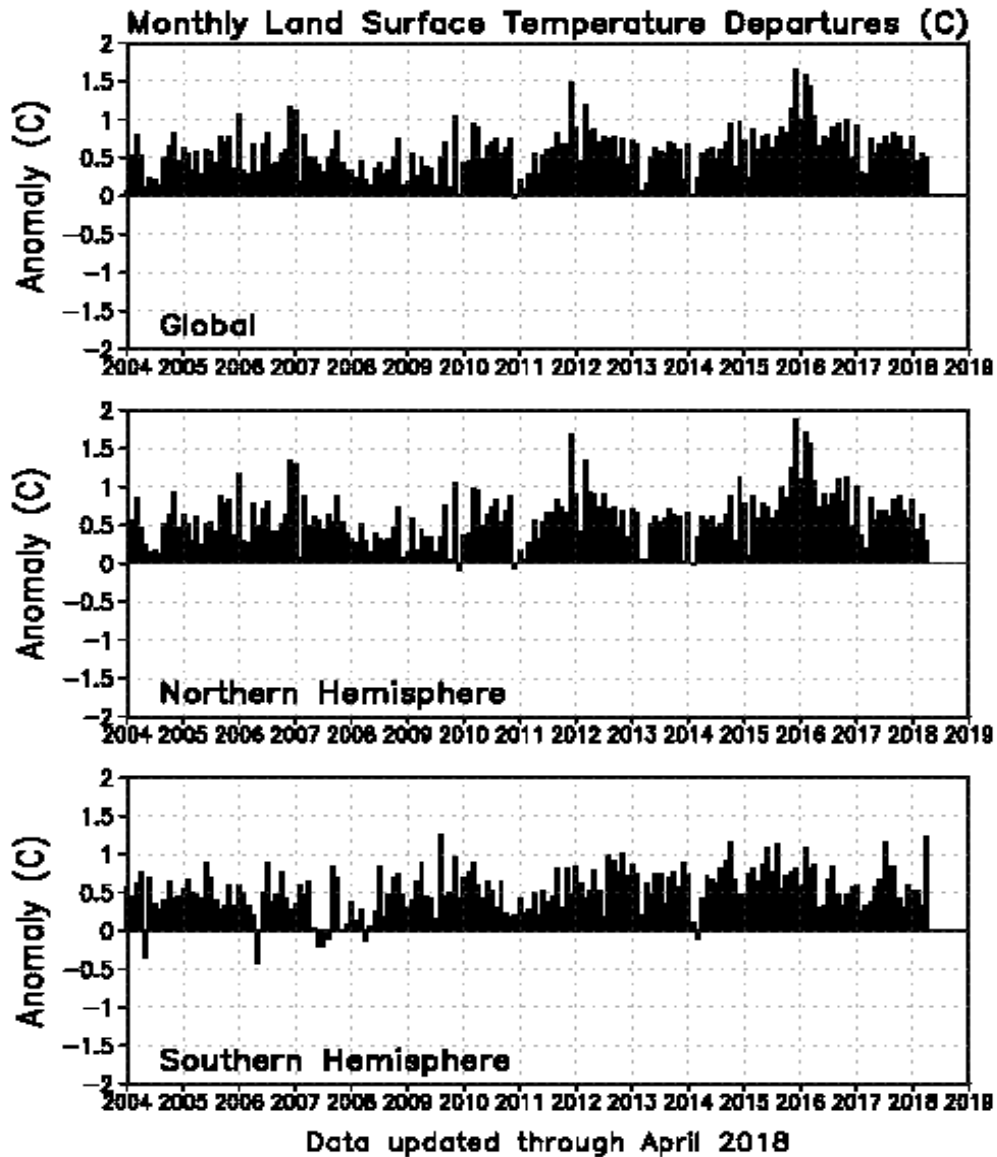 Monthly Land Surface Temperature Departures (C)
Anomaly (C)
2
1.5
1
0.5
0
−0.5
−1
−1.5
−2
Global
2004 2005 2006 2007 2008 2009 2010 2011 2012 2013 2014 2015 2016 2017 2018 2019
Anomaly (C)
2
1.5
1
0.5
0
−0.5
−1
−1.5
−2
Northern Hemisphere
2004 2005 2006 2007 2008 2009 2010 2011 2012 2013 2014 2015 2016 2017 2018 2019
Anomaly (C)
2
1.5
1
0.5
0
−0.5
−1
−1.5
−2
Southern Hemisphere
2004 2005 2006 2007 2008 2009 2010 2011 2012 2013 2014 2015 2016 2017 2018 2019
Data updated through April 2018